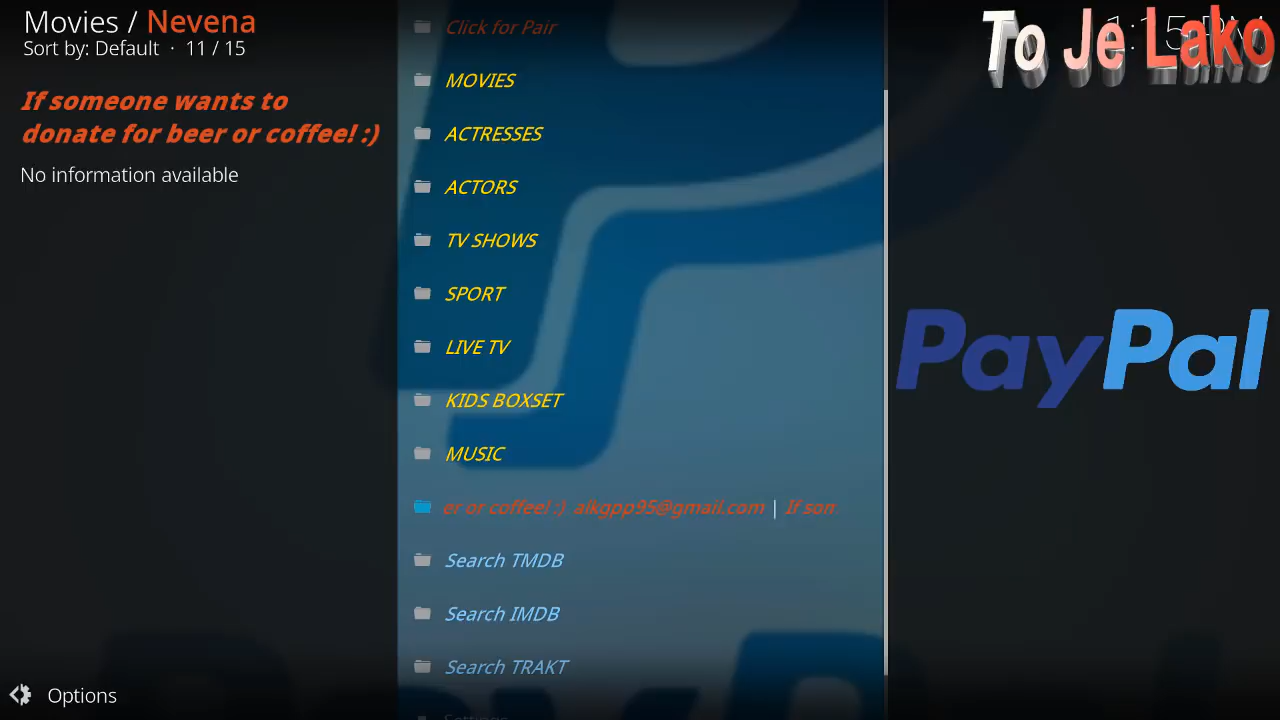 Movies / Nevena
Sort by: Default · 11 / 15
If someone wants to
donate for beer or coffee! :)
No information available
Click for Pair
MOVIES
ACTRESSES
ACTORS
TV SHOWS
SPORT
LIVE TV
KIDS BOXSET
MUSIC
er or coffee! :) alkgpp95@gmail.com | If som
Search TMDB
Search IMDB
Search TRAKT
Settings
Options
To Je Lako
PayPal